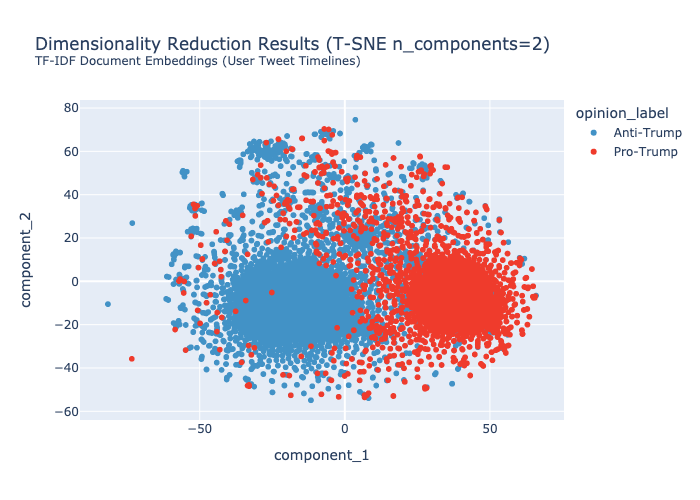 Dimensionality Reduction Results (T-SNE n_components=2)
TF-IDF Document Embeddings (User Tweet Timelines)
opinion_label
Anti-Trump
Pro-Trump
80
60
40
20
0
−20
−40
−60
component_2
−50
0
50
component_1